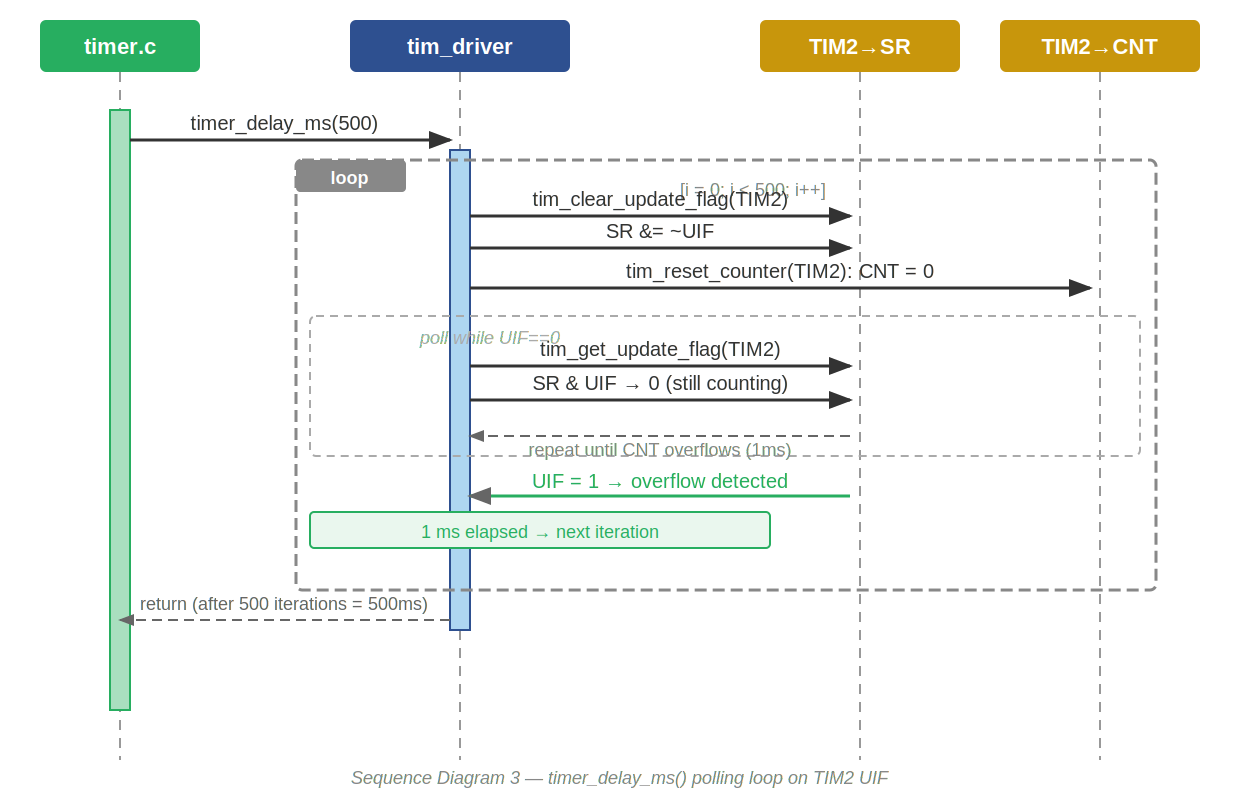 timer.c
tim_driver
TIM2→SR
TIM2→CNT
timer_delay_ms(500)
loop
[i = 0; i < 500; i++]
tim_clear_update_flag(TIM2)
SR &= ~UIF
tim_reset_counter(TIM2): CNT = 0
poll while UIF==0
tim_get_update_flag(TIM2)
SR & UIF → 0 (still counting)
repeat until CNT overflows (1ms)
UIF = 1 → overflow detected
1 ms elapsed → next iteration
return (after 500 iterations = 500ms)
Sequence Diagram 3 — timer_delay_ms() polling loop on TIM2 UIF